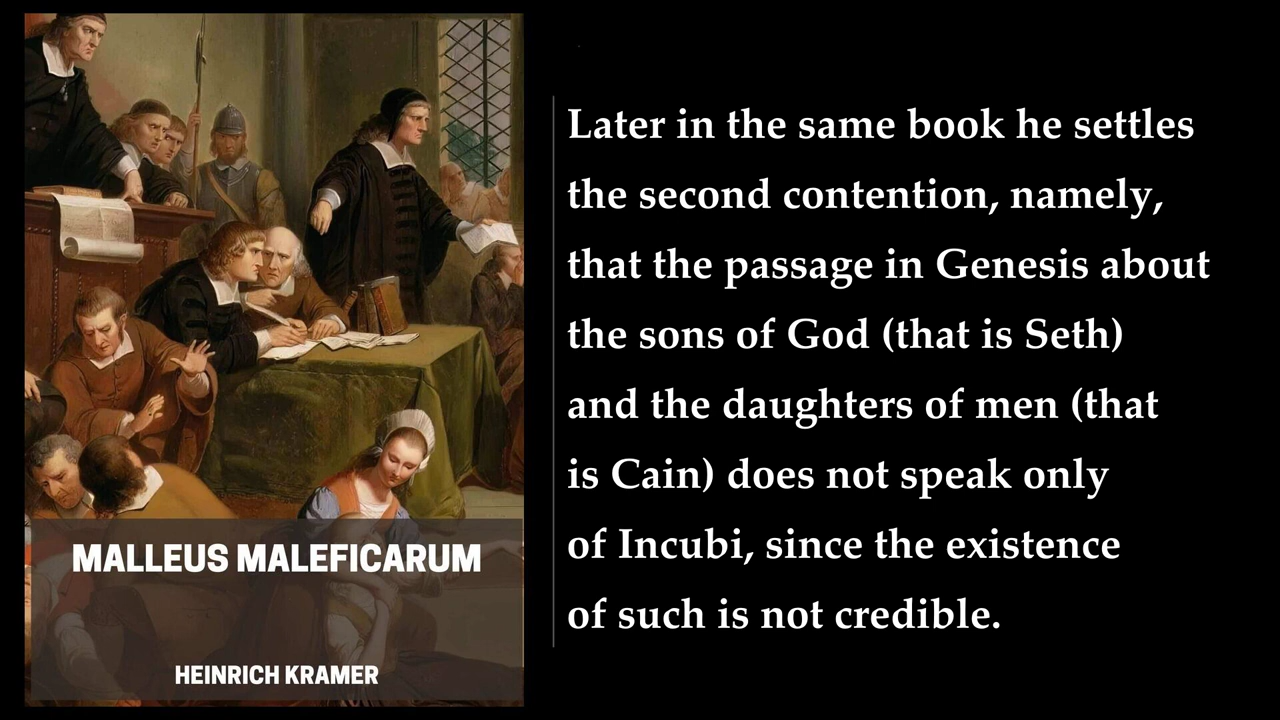 MALLEUS MALEFICARUM
HEINRICH KRAMER
Later in the same book he settles
the second contention, namely,
that the passage in Genesis about
the sons of God (that is Seth)
and the daughters of men (that
is Cain) does not speak only
of Incubi, since the existence
of such is not credible.